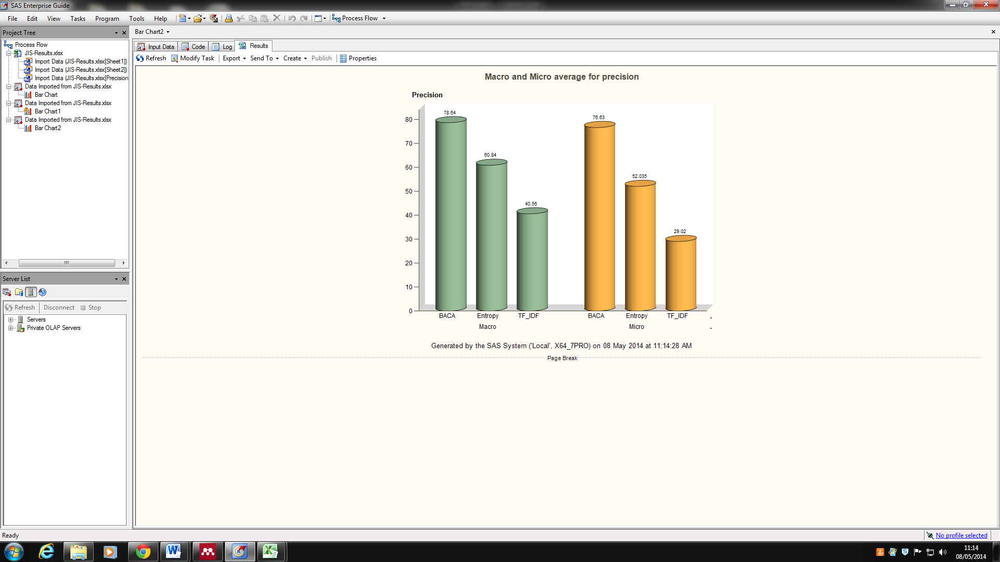 SAS Enterprise Guide
File Edit View Tasks Program Tools Help Process Flow
Project Tree
Process Flow
JIS-Results.xlsx
Import Data (JIS-Results.xlsx[Sheet1])
Import Data (JIS-Results.xlsx[Sheet2])
Import Data (JIS-Results.xlsx[Precision
Data Imported from JIS-Results.xlsx
Bar Chart
Data Imported from JIS-Results.xlsx
Bar Chart1
Data Imported from JIS-Results.xlsx
Bar Chart2
Server List
Refresh Disconnect Stop
Servers
Private OLAP Servers
Bar Chart2
Input Data Code Log Results
Refresh Modify Task Export Send To Create Publish Properties
Macro and Micro average for precision
Precision
80
70
60
50
40
30
20
10
0
78.64
60.84
40.56
76.63
52.035
29.02
BACA Entropy TF_IDF BACA Entropy TF_IDF .
Macro Micro .
Generated by the SAS System ('Local', X64_7PRO) on 08 May 2014 at 11:14:28 AM
Page Break
Ready
No profile selected
11:14
08/05/2014